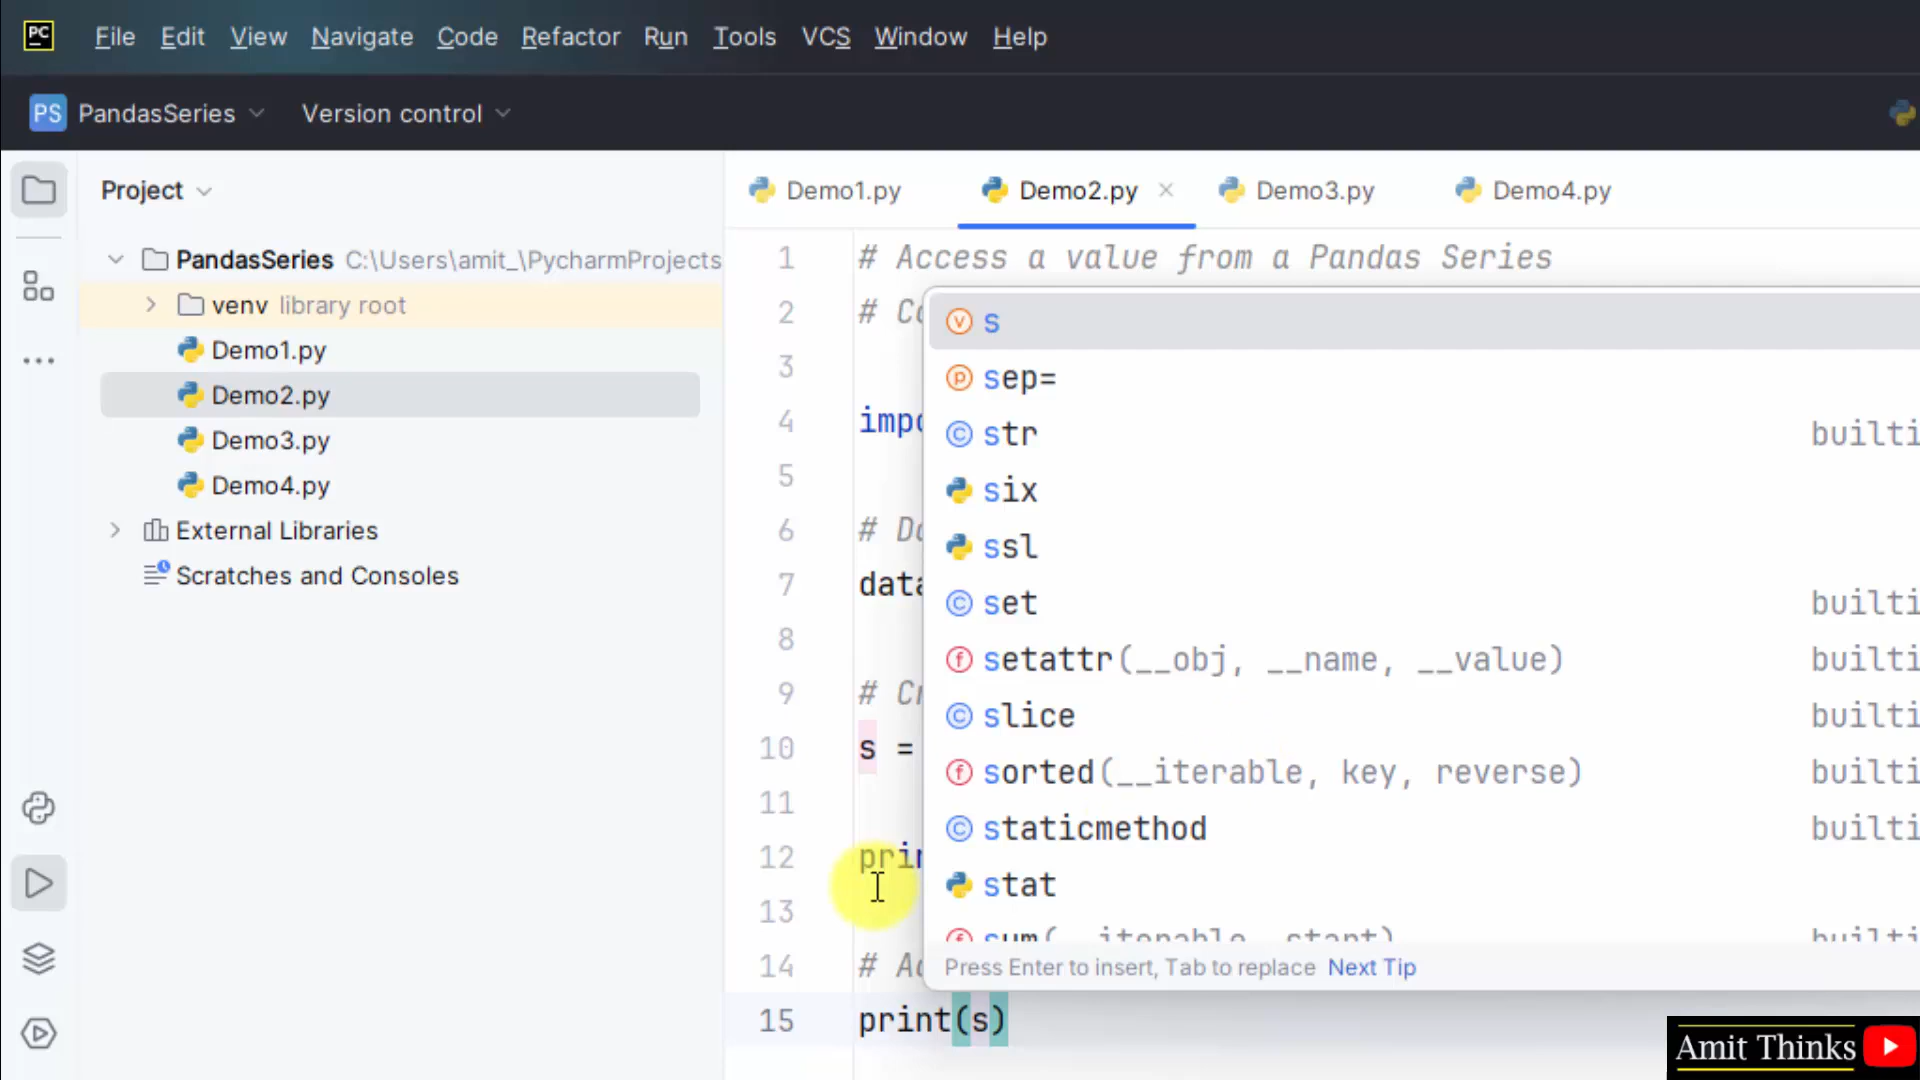 PC File Edit View Navigate Code Refactor Run Tools VCS Window Help
PS PandasSeries Version control
Project
PandasSeries C:\Users\amit_\PycharmProjects
venv library root
Demo1.py
Demo2.py
Demo3.py
Demo4.py
External Libraries
Scratches and Consoles
Demo1.py Demo2.py Demo3.py Demo4.py
1 # Access a value from a Pandas Series
2 #
3
4
5
6 #
7 data
8
9 #
10 s =
11
12
13
14 #
15 print(s)
s
sep=
str
six
ssl
set
setattr(__obj, __name, __value)
slice
sorted(__iterable, key, reverse)
staticmethod
stat
sum(__iterable, start)
Press Enter to insert, Tab to replace Next Tip
Amit Thinks